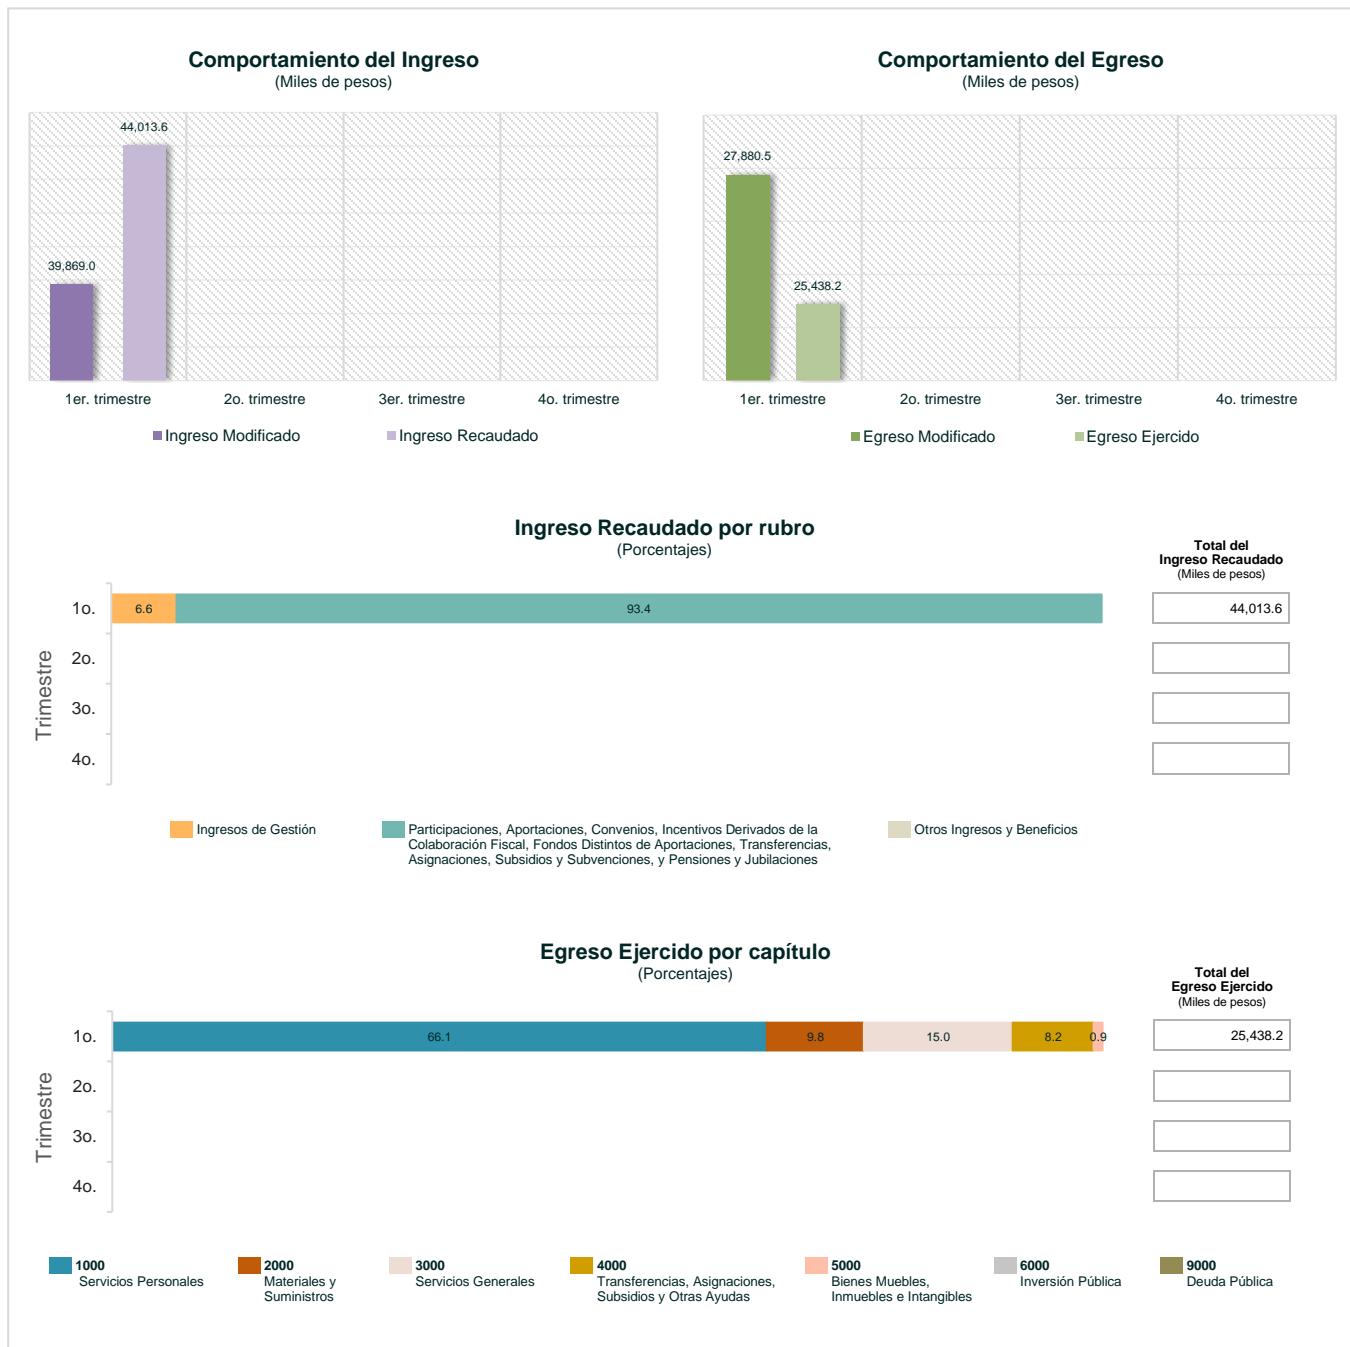 Comportamiento del Ingreso
(Miles de pesos)
44,013.6
39,869.0
1er. trimestre 2o. trimestre 3er. trimestre 4o. trimestre
Ingreso Modificado Ingreso Recaudado
Comportamiento del Egreso
(Miles de pesos)
27,880.5
25,438.2
1er. trimestre 2o. trimestre 3er. trimestre 4o. trimestre
Egreso Modificado Egreso Ejercido
Ingreso Recaudado por rubro
(Porcentajes)
Total del
Ingreso Recaudado
(Miles de pesos)
Trimestre
1o. 6.6 93.4 44,013.6
2o.
3o.
4o.
Ingresos de Gestión
Participaciones, Aportaciones, Convenios, Incentivos Derivados de la
Colaboración Fiscal, Fondos Distintos de Aportaciones, Transferencias,
Asignaciones, Subsidios y Subvenciones, y Pensiones y Jubilaciones
Otros Ingresos y Beneficios
Egreso Ejercido por capítulo
(Porcentajes)
Total del
Egreso Ejercido
(Miles de pesos)
Trimestre
1o. 66.1 9.8 15.0 8.2 0.9 25,438.2
2o.
3o.
4o.
1000
Servicios Personales
2000
Materiales y
Suministros
3000
Servicios Generales
4000
Transferencias, Asignaciones,
Subsidios y Otras Ayudas
5000
Bienes Muebles,
Inmuebles e Intangibles
6000
Inversión Pública
9000
Deuda Pública